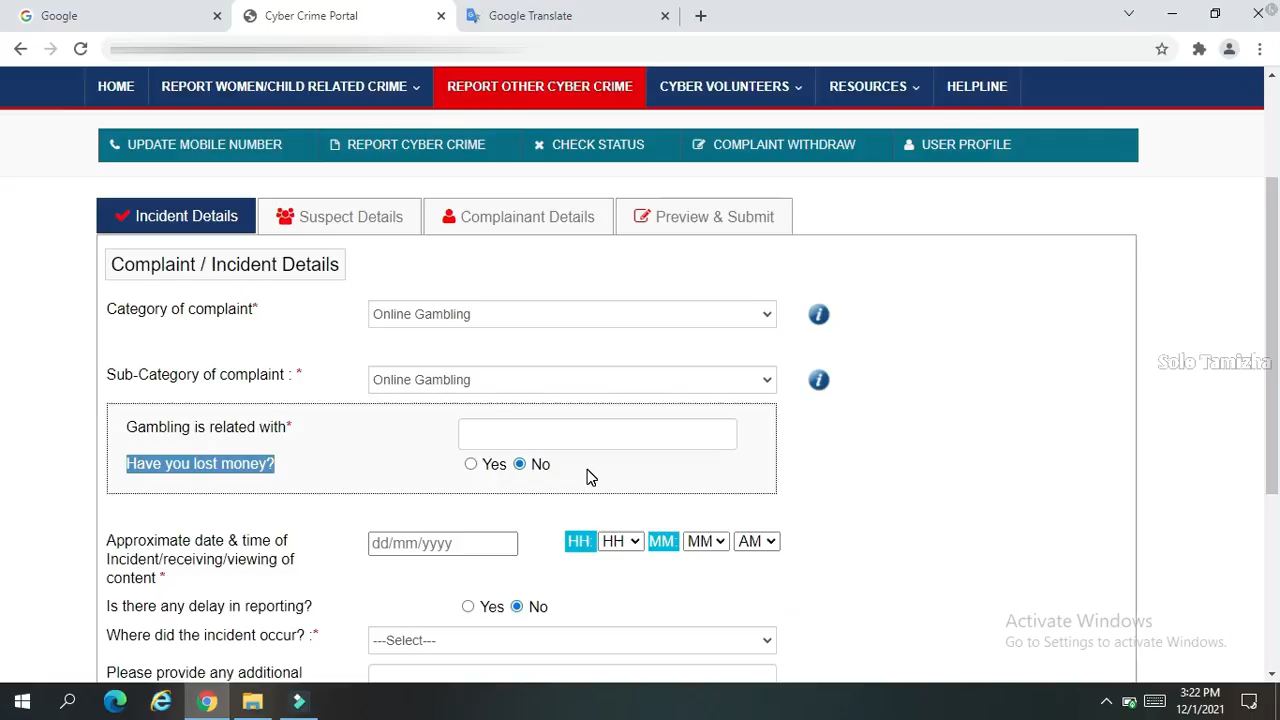 Google
Cyber Crime Portal
Google Translate
HOME
REPORT WOMEN/CHILD RELATED CRIME
REPORT OTHER CYBER CRIME
CYBER VOLUNTEERS
RESOURCES
HELPLINE
UPDATE MOBILE NUMBER
REPORT CYBER CRIME
CHECK STATUS
COMPLAINT WITHDRAW
USER PROFILE
Incident Details
Suspect Details
Complainant Details
Preview & Submit
Complaint / Incident Details
Category of complaint*
Online Gambling
Solo Tamizha
Sub-Category of complaint : *
Online Gambling
Gambling is related with*
Have you lost money?
Yes No
Approximate date & time of
Incident/receiving/viewing of
content *
dd/mm/yyyy
HH: HH MM: MM AM
Is there any delay in reporting?
Yes No
Where did the incident occur? :*
---Select---
Please provide any additional
Activate Windows
Go to Settings to activate Windows.
3:22 PM
12/1/2021